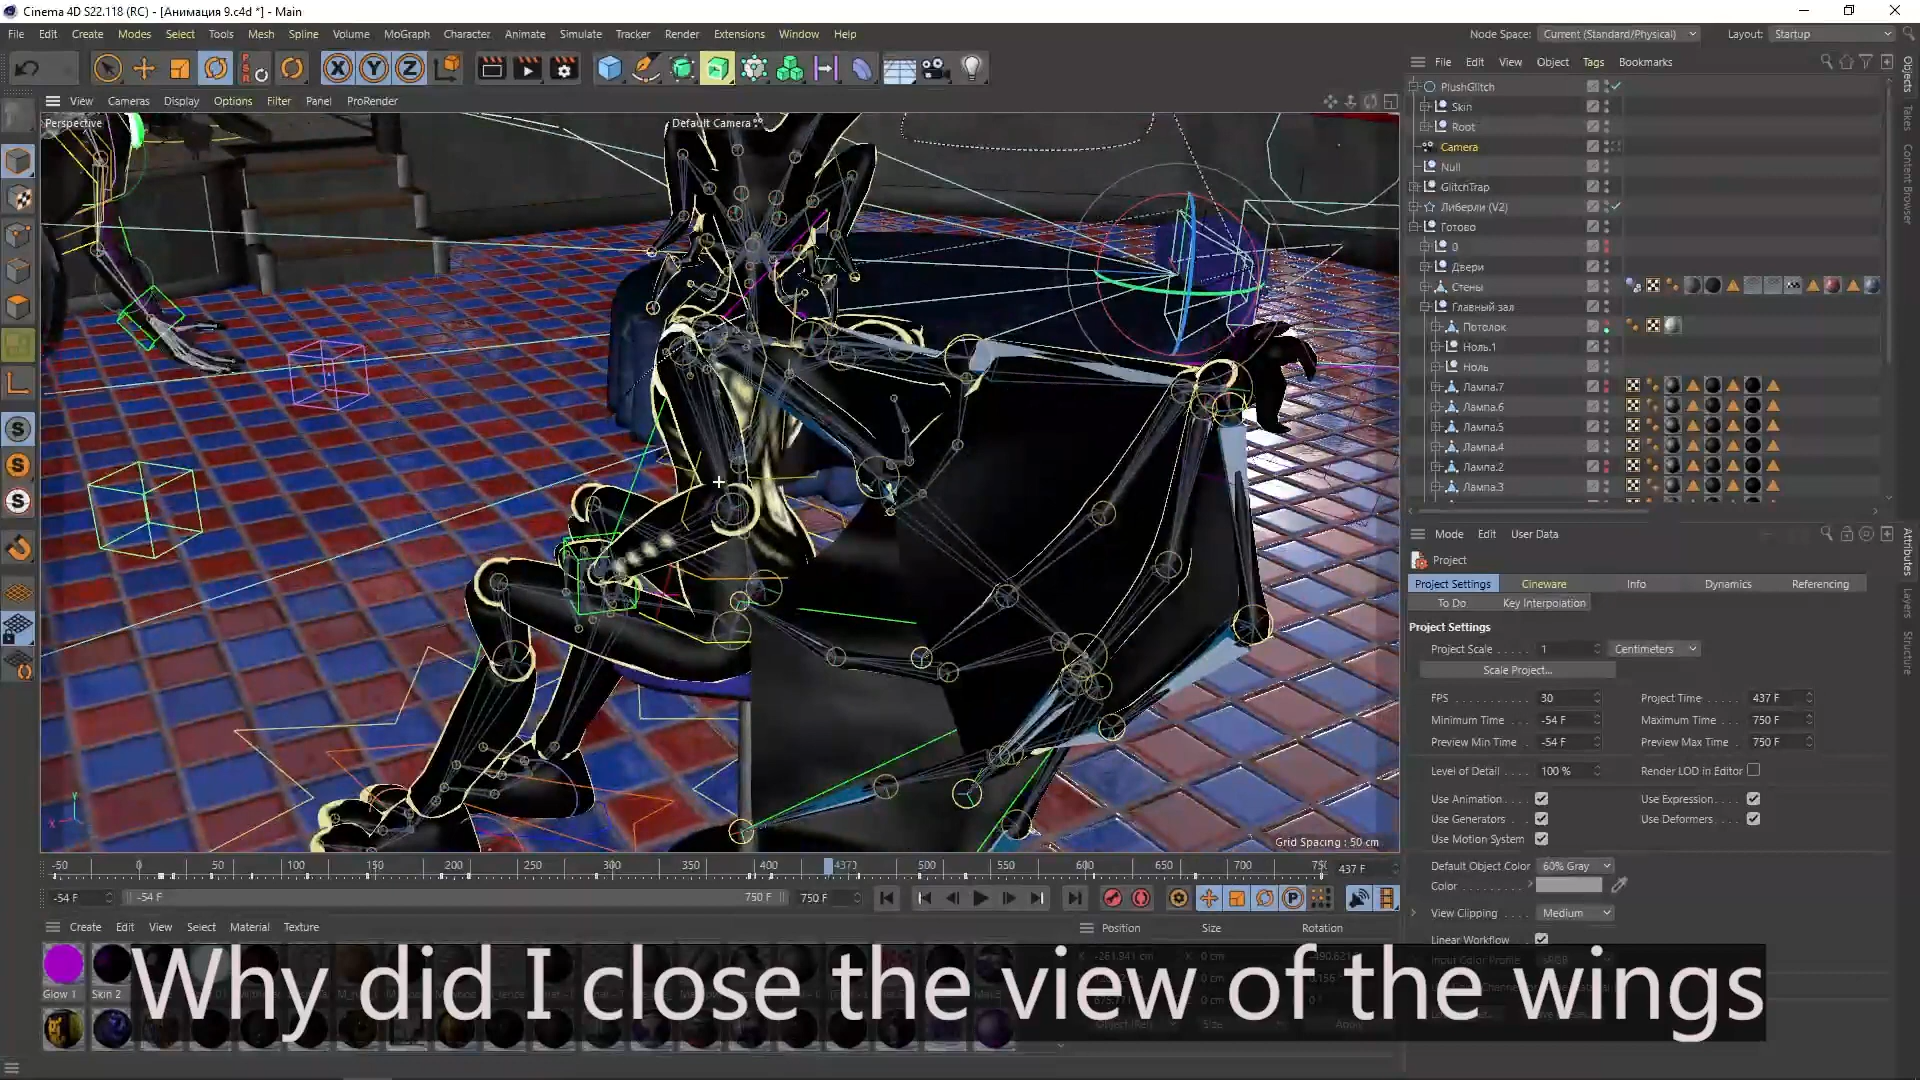 Cinema 4D S22.118 (RC) - [Анимация 9.c4d *] - Main
File Edit Create Modes Select Tools Mesh Spline Volume MoGraph Character Animate Simulate Tracker Render Extensions Window Help
Node Space: Current (Standard/Physical) Layout: Startup
View Cameras Display Options Filter Panel ProRender
Perspective
Default Camera
Grid Spacing : 50 cm
File Edit View Object Tags Bookmarks
PlushGlitch
Skin
Root
Camera
Null
GlitchTrap
Либерли (V2)
Готово
0
Двери
Стены
Главный зал
Потолок
Ноль.1
Ноль
Лампа.7
Лампа.6
Лампа.5
Лампа.4
Лампа.2
Лампа.3
Objects
Takes
Content Browser
Attributes
Layers
Structure
Mode Edit User Data
Project
Project Settings Cineware Info Dynamics Referencing
To Do Key Interpolation
Project Settings
Project Scale 1 Centimeters
Scale Project...
FPS 30 Project Time 437 F
Minimum Time -54 F Maximum Time 750 F
Preview Min Time -54 F Preview Max Time 750 F
Level of Detail 100 % Render LOD in Editor
Use Animation Use Expression
Use Generators Use Deformers
Use Motion System
Default Object Color 60% Gray
Color
View Clipping Medium
Linear Workflow
-50 0 50 100 150 200 250 300 350 400 437 500 550 600 650 700 437 F
-54 F -54 F 750 F 750 F
Create Edit View Select Material Texture
Position Size Rotation
Glow 1 Skin 2
Why did I close the view of the wings